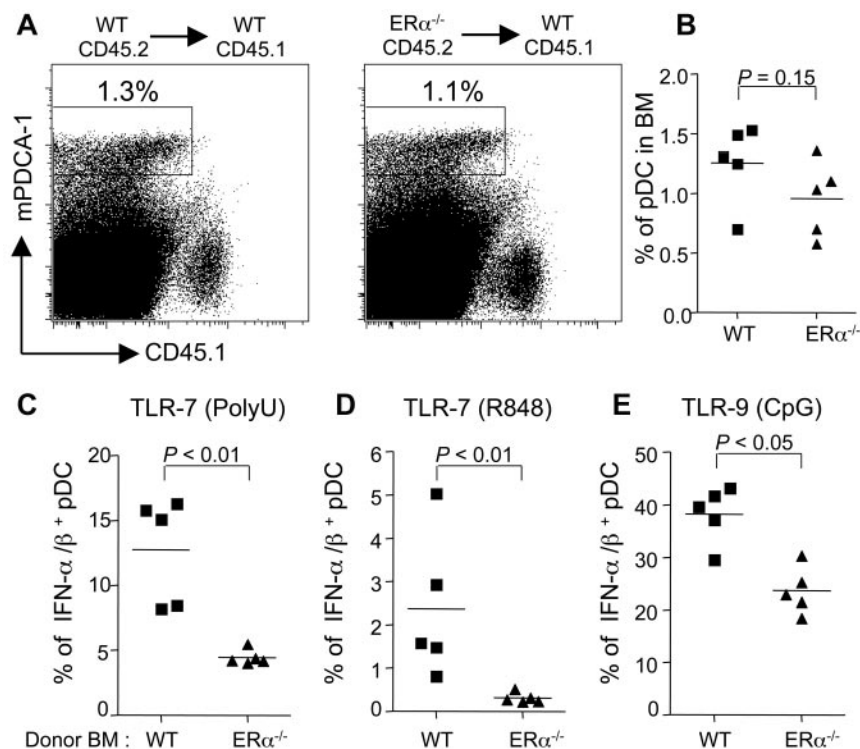 A
WT WT
CD45.2 CD45.1
ERα⁻/⁻ WT
CD45.2 CD45.1
1.3%
1.1%
mPDCA-1
CD45.1
B
P = 0.15
% of pDC in BM
2.0
1.5
1.0
0.5
0.0
WT ERα⁻/⁻
C TLR-7 (PolyU)
P < 0.01
% of IFN-α /β ⁺ pDC
20
15
10
5
0
Donor BM : WT ERα⁻/⁻
D TLR-7 (R848)
P < 0.01
% of IFN-α /β ⁺ pDC
6
5
4
3
2
1
0
WT ERα⁻/⁻
E TLR-9 (CpG)
P < 0.05
% of IFN-α /β ⁺ pDC
50
40
30
20
10
0
WT ERα⁻/⁻